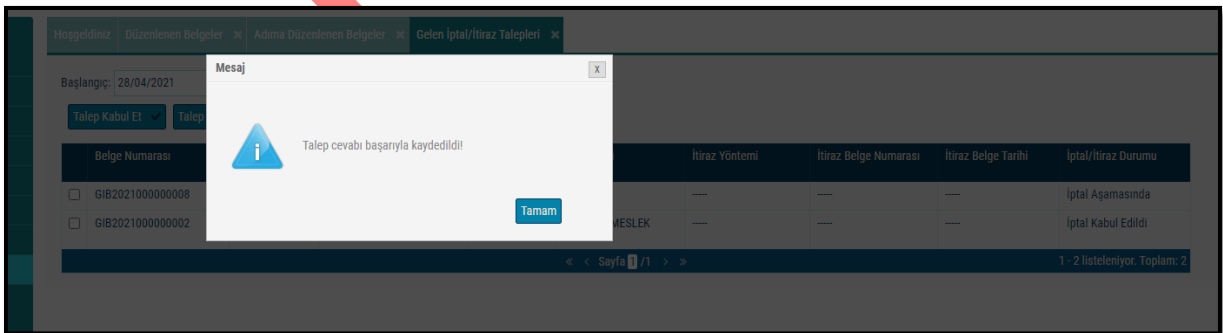 Hoşgeldiniz Düzenlenen Belgeler Adıma Düzenlenen Belgeler Gelen İptal/İtiraz Talepleri
Mesaj X
Başlangıç: 28/04/2021
Talep Kabul Et Talep
Talep cevabı başarıyla kaydedildi!
Belge Numarası İtiraz Yöntemi İtiraz Belge Numarası İtiraz Belge Tarihi İptal/İtiraz Durumu
GIB2021000000008 ----- ----- ----- İptal Aşamasında
Tamam
GIB2021000000002 MESLEK ----- ----- ----- İptal Kabul Edildi
« < Sayfa 1 /1 > » 1 - 2 listeleniyor. Toplam: 2